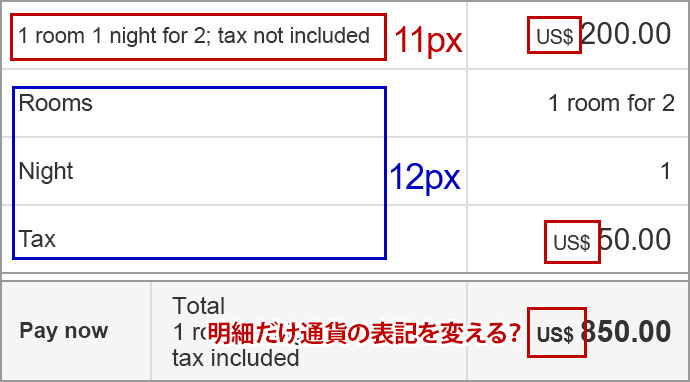 1 room 1 night for 2; tax not included 11px US$ 200.00
Rooms 1 room for 2
Night 12px 1
Tax US$ 50.00
Total
Pay now 1 明細だけ通貨の表記を変える? US$ 850.00
tax included